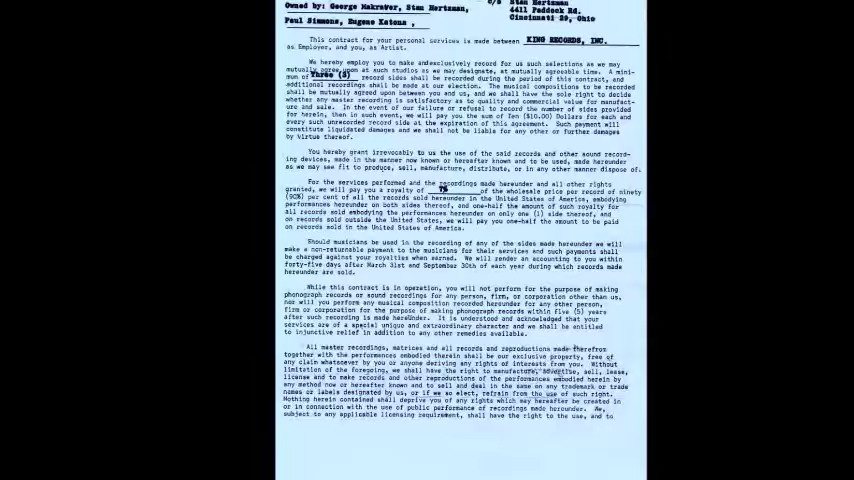 c/o Stan Hertzman
Owned by: George Makrauer, Stan Hertzman,
4411 Paddock Rd.
Cincinnati 29, Ohio
Paul Simmons, Eugene Katona ,
This contract for your personal services is made between KING RECORDS, INC.
as Employer, and you, as Artist.
We hereby employ you to make and exclusively record for us such selections as we may
mutually agree upon at such studios as we may designate, at mutually agreeable time. A mini-
mum of Three (3) record sides shall be recorded during the period of this contract, and
additional recordings shall be made at our election. The musical compositions to be recorded
shall be mutually agreed upon between you and us, and we shall have the sole right to decide
whether any master recording is satisfactory as to quality and commercial value for manufact-
ure and sale. In the event of our failure or refusal to record the number of sides provided
for herein, then in such event, we will pay you the sum of Ten ($10.00) Dollars for each and
every such unrecorded record side at the expiration of this agreement. Such payment will
constitute liquidated damages and we shall not be liable for any other or further damages
by virtue thereof.
You hereby grant irrevocably to us the use of the said records and other sound record-
ing devices, made in the manner now known or hereafter known and to be used, made hereunder
as we may see fit to produce, sell, manufacture, distribute, or in any other manner dispose of.
For the services performed and the recordings made hereunder and all other rights
granted, we will pay you a royalty of 7% of the wholesale price per record of ninety
(90%) per cent of all the records sold hereunder in the United States of America, embodying
performances hereunder on both sides thereof, and one-half the amount of such royalty for
all records sold embodying the performances hereunder on only one (1) side thereof, and
on records sold outside the United States, we will pay you one-half the amount to be paid
on records sold in the United States of America.
Should musicians be used in the recording of any of the sides made hereunder we will
make a non-returnable payment to the musicians for their services and such payments shall
be charged against your royalties when earned. We will render an accounting to you within
forty-five days after March 31st and September 30th of each year during which records made
hereunder are sold.
While this contract is in operation, you will not perform for the purpose of making
phonograph records or sound recordings for any person, firm, or corporation other than us,
nor will you perform any musical composition recorded hereunder for any other person,
firm or corporation for the purpose of making phonograph records within five (5) years
after such recording is made hereunder. It is understood and acknowledged that your
services are of a special unique and extraordinary character and we shall be entitled
to injunctive relief in addition to any other remedies available.
All master recordings, matrices and all records and reproductions made therefrom
together with the performances embodied therein shall be our exclusive property, free of
any claim whatsoever by you or anyone deriving any rights of interests from you. Without
limitation of the foregoing, we shall have the right to manufacture, advertise, sell, lease,
license and to make records and other reproductions of the performances embodied herein by
any method now or hereafter known and to sell and deal in the same on any trademark or trade
names or labels designated by us, or if we so elect, refrain from the use of such right.
Nothing herein contained shall deprive you of any rights which may hereafter be created in
or in connection with the use of public performance of recordings made hereunder. We,
subject to any applicable licensing requirement, shall have the right to the use, and to